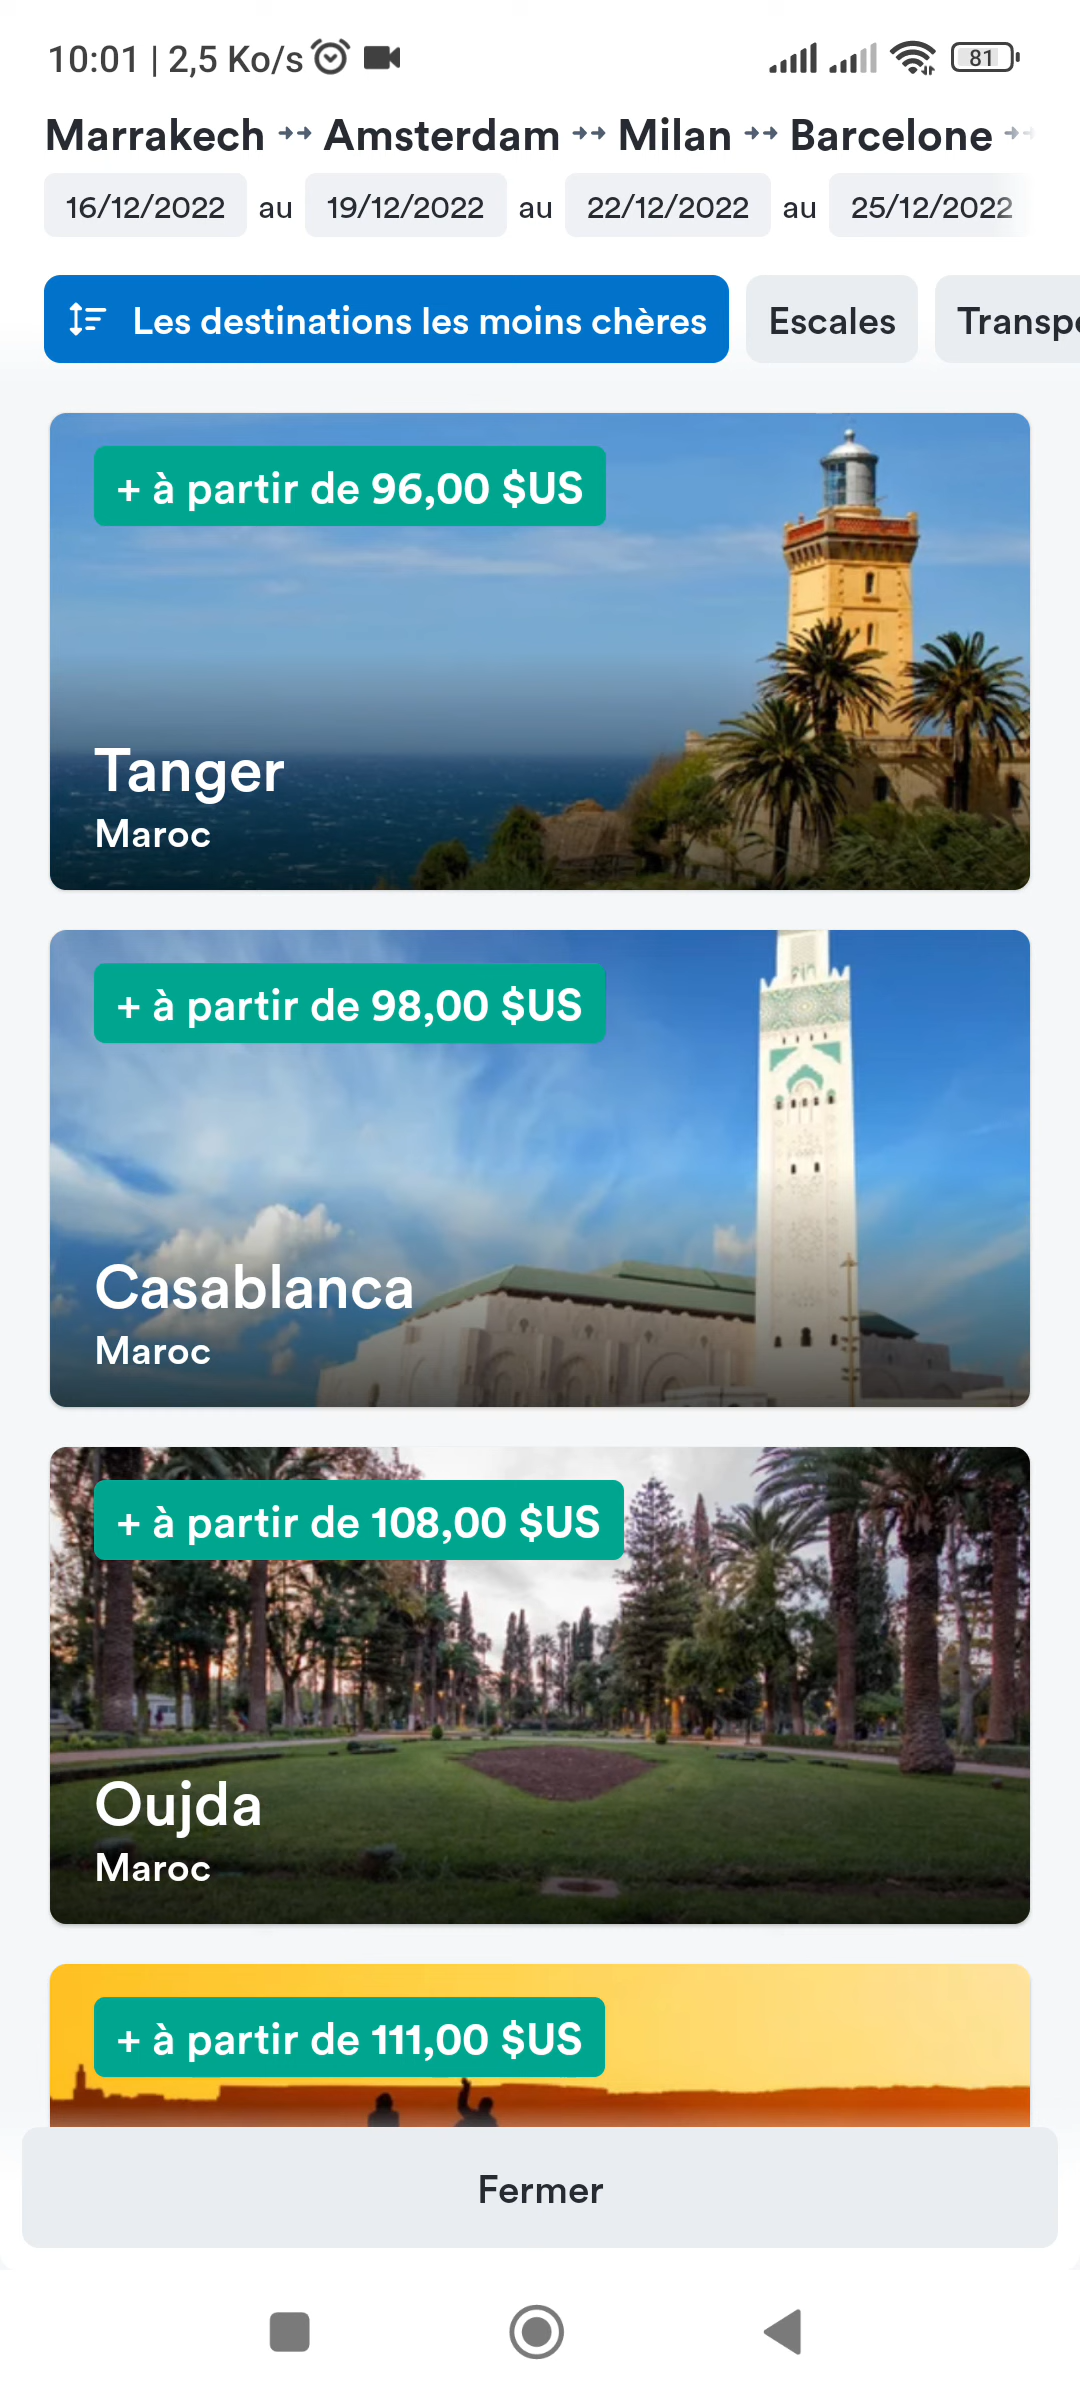 10:01 | 2,5 Ko/s 81
Marrakech Amsterdam Milan Barcelone
16/12/2022 au 19/12/2022 au 22/12/2022 au 25/12/2022
Les destinations les moins chères Escales
+ à partir de 96,00 $US
Tanger
Maroc
+ à partir de 98,00 $US
Casablanca
Maroc
+ à partir de 108,00 $US
Oujda
Maroc
+ à partir de 111,00 $US
Fermer